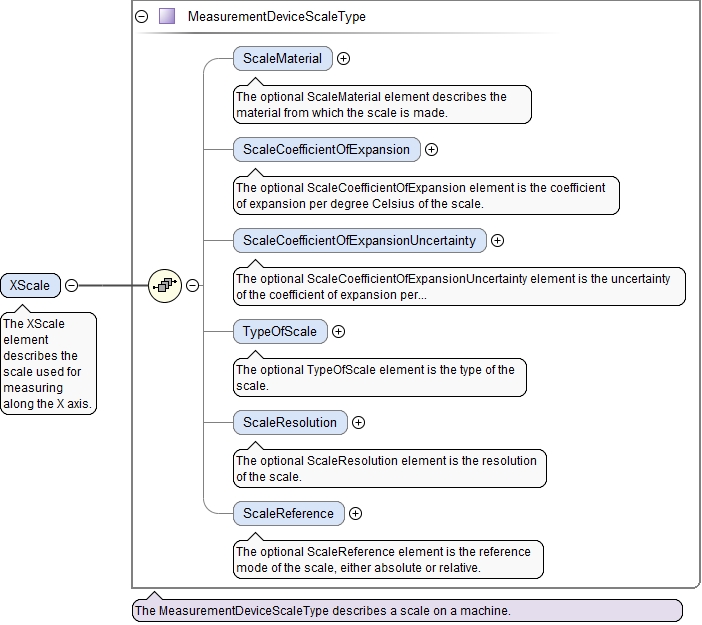 MeasurementDeviceScaleType
ScaleMaterial
The optional ScaleMaterial element describes the
material from which the scale is made.
ScaleCoefficientOfExpansion
The optional ScaleCoefficientOfExpansion element is the coefficient
of expansion per degree Celsius of the scale.
ScaleCoefficientOfExpansionUncertainty
The optional ScaleCoefficientOfExpansionUncertainty element is the uncertainty
of the coefficient of expansion per...
XScale
The XScale
element
describes the
scale used for
measuring
along the X axis.
TypeOfScale
The optional TypeOfScale element is the type of the
scale.
ScaleResolution
The optional ScaleResolution element is the resolution
of the scale.
ScaleReference
The optional ScaleReference element is the reference
mode of the scale, either absolute or relative.
The MeasurementDeviceScaleType describes a scale on a machine.